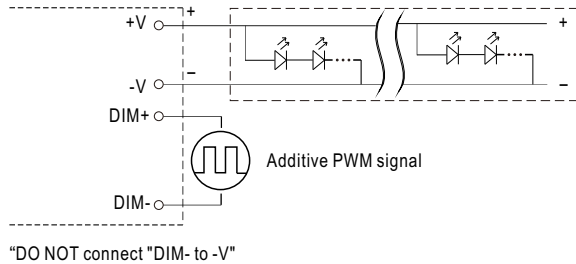 +V
+
+
-V
–
–
DIM+
Additive PWM signal
DIM-
“DO NOT connect "DIM- to -V"